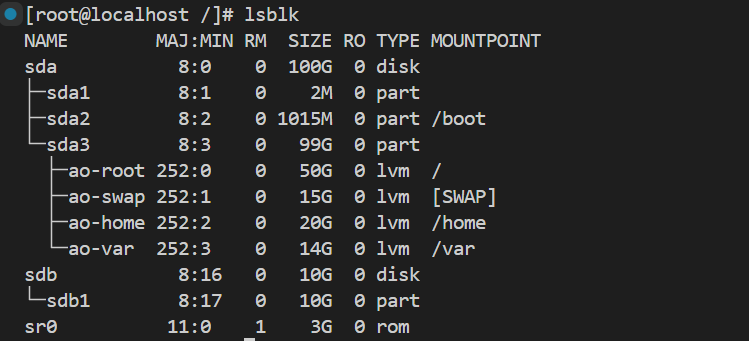 [root@localhost /]# lsblk
NAME        MAJ:MIN RM  SIZE RO TYPE MOUNTPOINT
sda           8:0    0  100G  0 disk
├─sda1        8:1    0    2M  0 part
├─sda2        8:2    0 1015M  0 part /boot
└─sda3        8:3    0   99G  0 part
  ├─ao-root 252:0    0   50G  0 lvm  /
  ├─ao-swap 252:1    0   15G  0 lvm  [SWAP]
  ├─ao-home 252:2    0   20G  0 lvm  /home
  └─ao-var  252:3    0   14G  0 lvm  /var
sdb           8:16   0   10G  0 disk
└─sdb1        8:17   0   10G  0 part
sr0          11:0    1    3G  0 rom